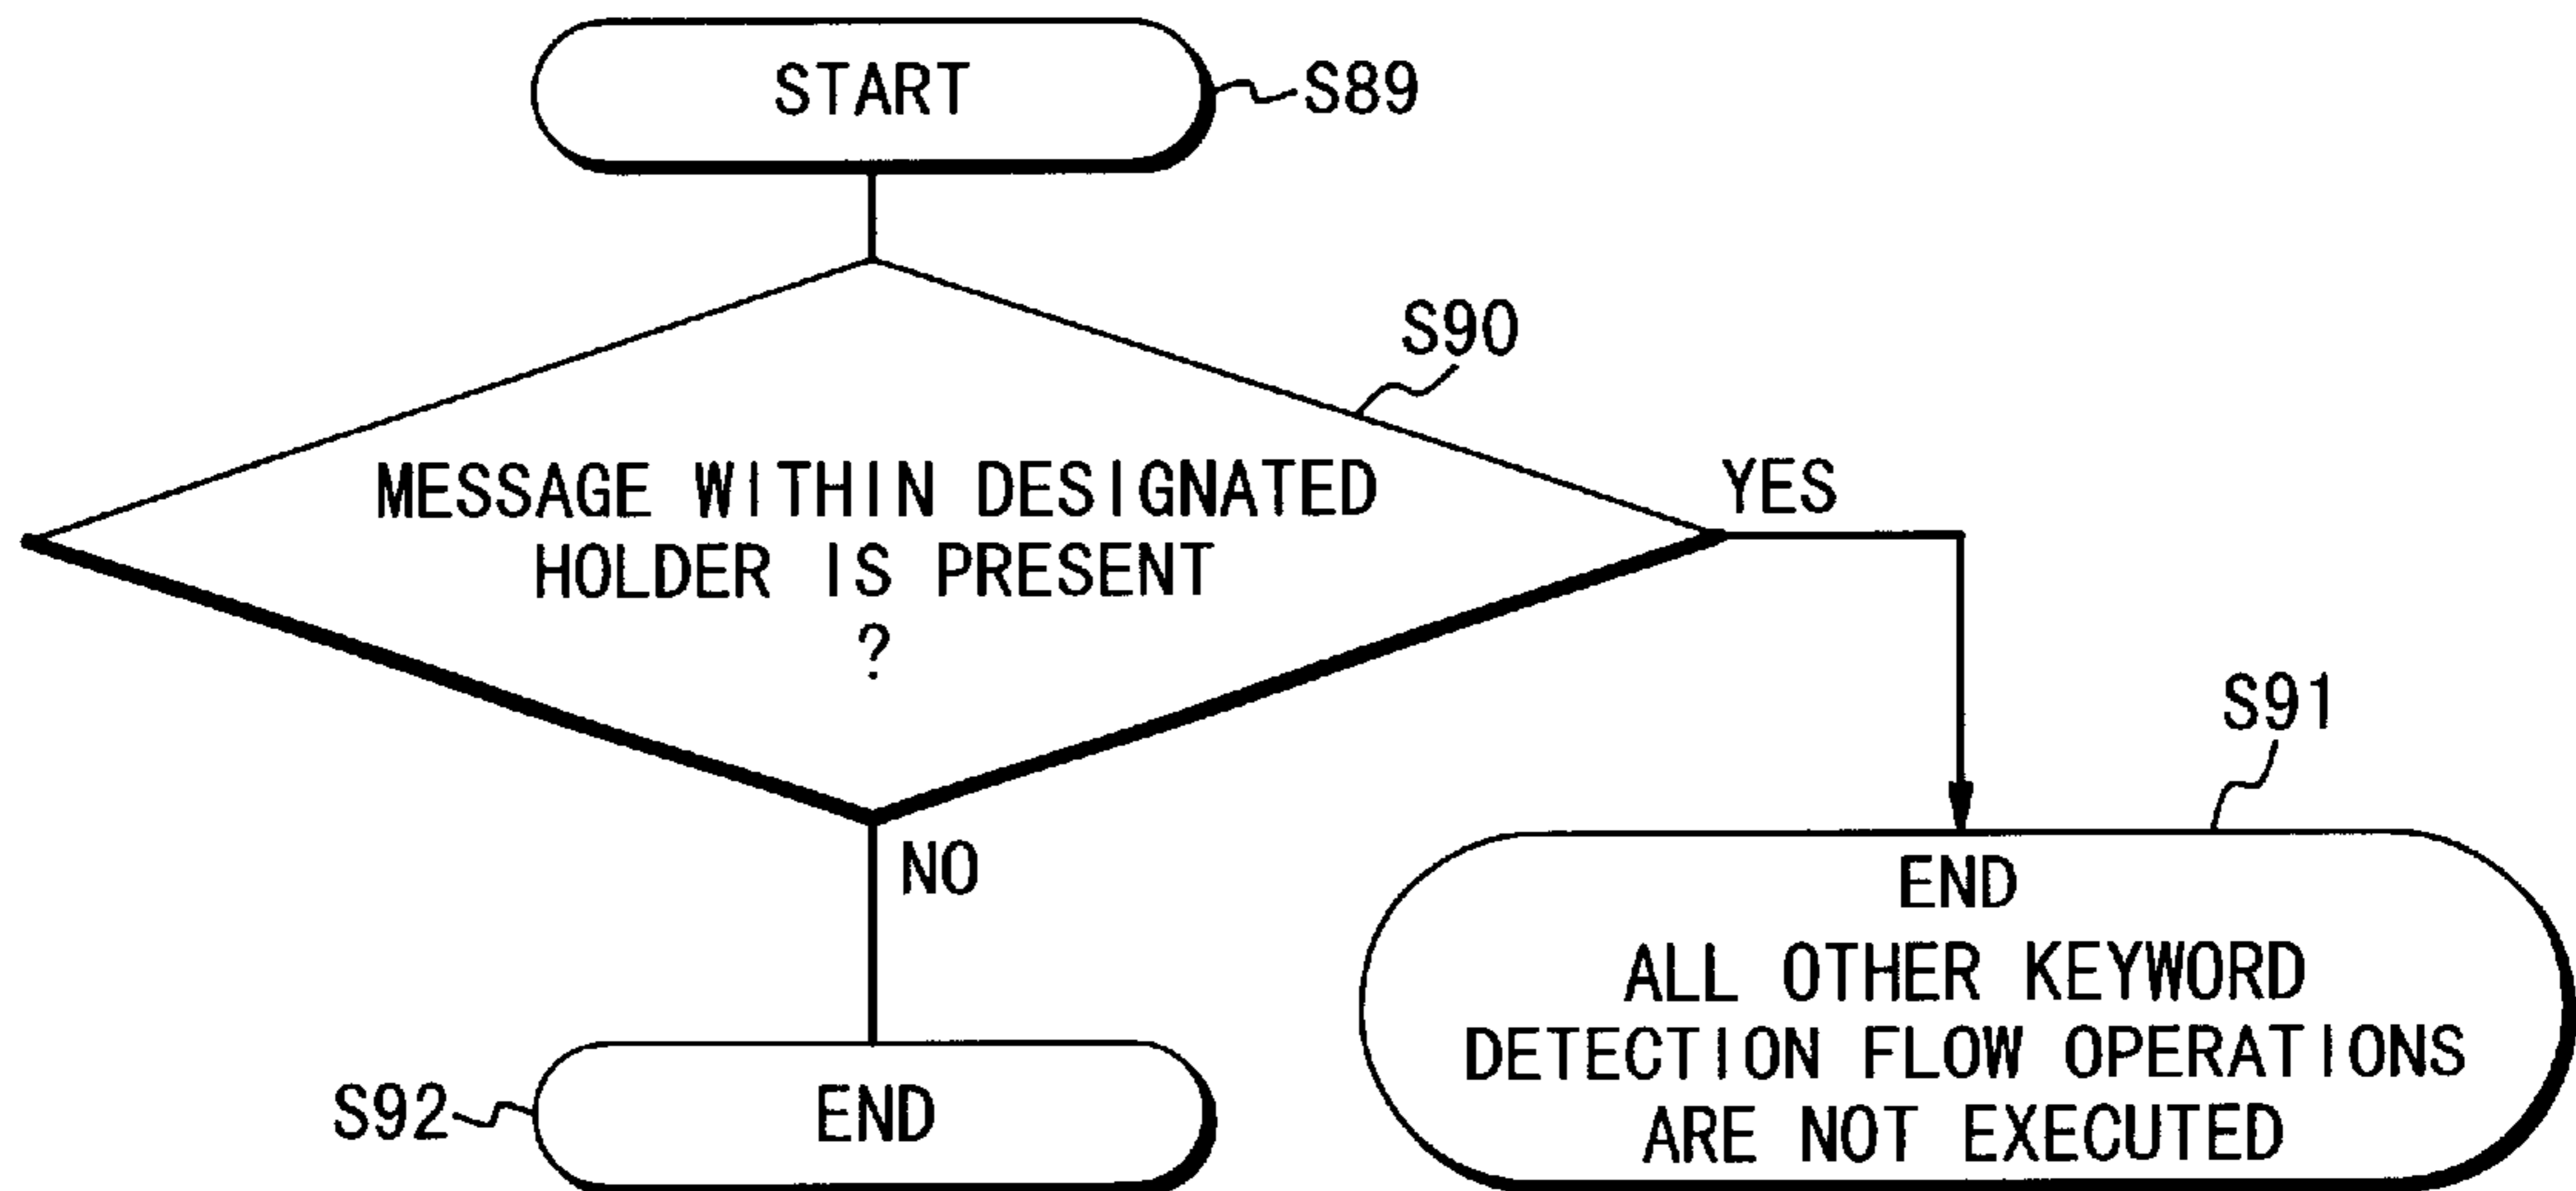 START
S89
S90
MESSAGE WITHIN DESIGNATED
HOLDER IS PRESENT
?
YES
NO
S91
END
ALL OTHER KEYWORD
DETECTION FLOW OPERATIONS
ARE NOT EXECUTED
S92
END